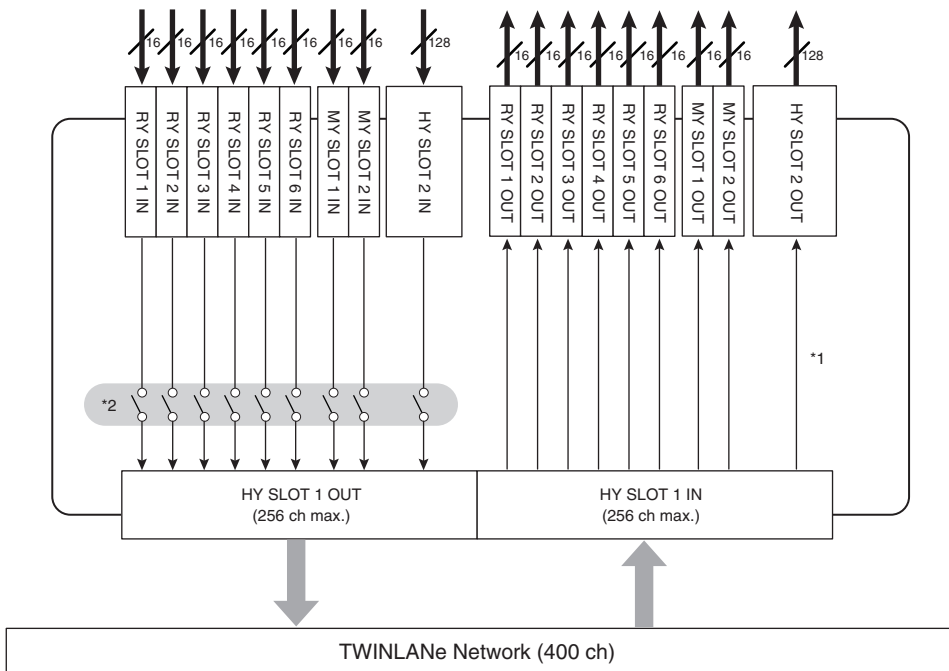 16 16 16 16 16 16 16 16 128
16 16 16 16 16 16 16 16 128
RY SLOT 1 IN
RY SLOT 2 IN
RY SLOT 3 IN
RY SLOT 4 IN
RY SLOT 5 IN
RY SLOT 6 IN
MY SLOT 1 IN
MY SLOT 2 IN
HY SLOT 2 IN
RY SLOT 1 OUT
RY SLOT 2 OUT
RY SLOT 3 OUT
RY SLOT 4 OUT
RY SLOT 5 OUT
RY SLOT 6 OUT
MY SLOT 1 OUT
MY SLOT 2 OUT
HY SLOT 2 OUT
*1
*2
HY SLOT 1 OUT
(256 ch max.)
HY SLOT 1 IN
(256 ch max.)
TWINLANe Network (400 ch)